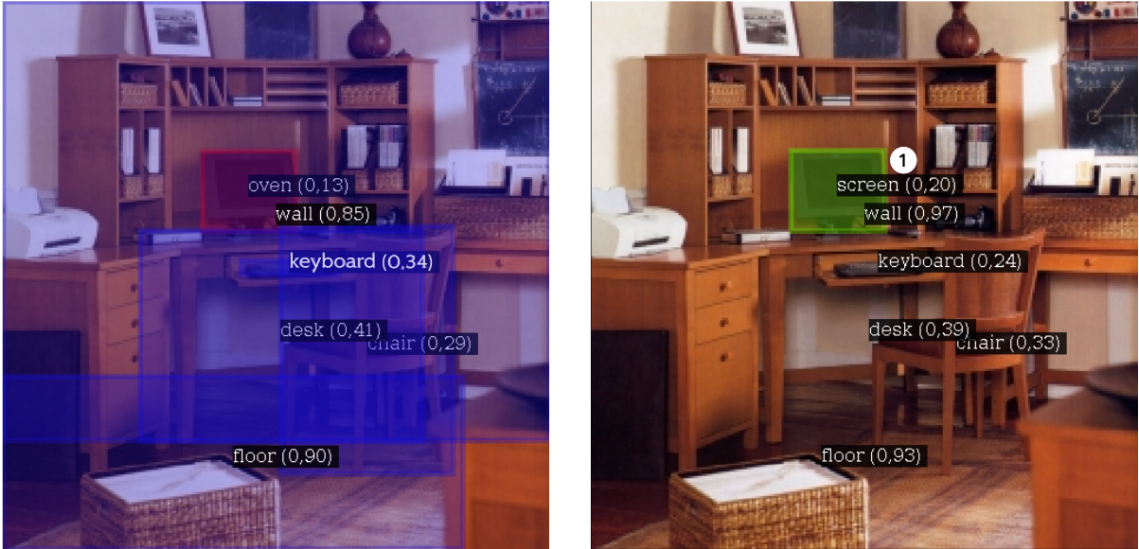 oven (0,13)
wall (0,85)
keyboard (0,34)
desk (0,41)
chair (0,29)
floor (0,90)
1
screen (0,20)
wall (0,97)
keyboard (0,24)
desk (0,39)
chair (0,33)
floor (0,93)